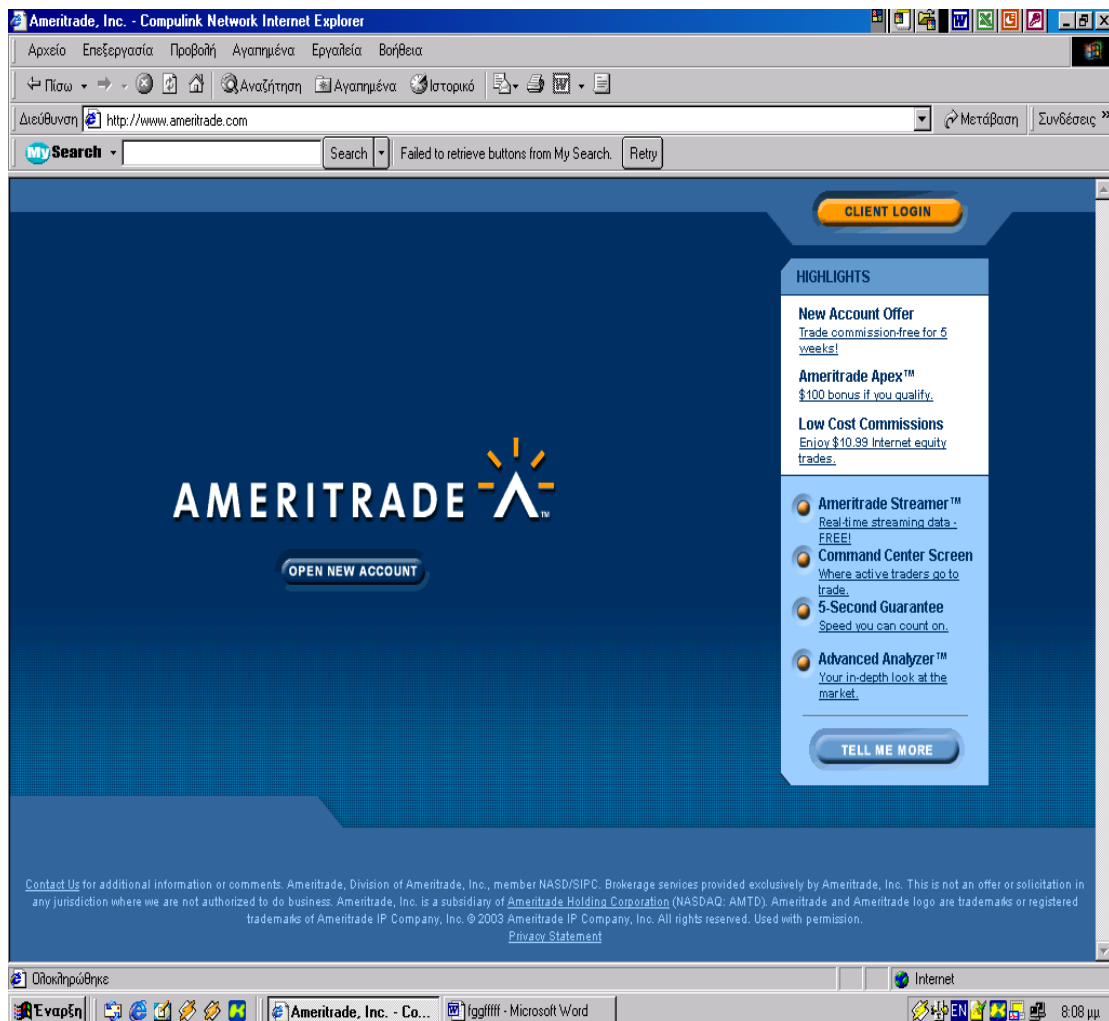 Ameritrade, Inc. - Compulink Network Internet Explorer
Αρχείο Επεξεργασία Προβολή Αγαπημένα Εργαλεία Βοήθεια
Πίσω Αναζήτηση Αγαπημένα Ιστορικό
Διεύθυνση http://www.ameritrade.com Μετάβαση Συνδέσεις »
My Search Search Failed to retrieve buttons from My Search. Retry
CLIENT LOGIN
HIGHLIGHTS
New Account Offer
Trade commission-free for 5
weeks!
Ameritrade Apex™
$100 bonus if you qualify.
Low Cost Commissions
Enjoy $10.99 Internet equity
trades.
AMERITRADE ™
OPEN NEW ACCOUNT
Ameritrade Streamer™
Real-time streaming data -
FREE!
Command Center Screen
Where active traders go to
trade.
5-Second Guarantee
Speed you can count on.
Advanced Analyzer™
Your in-depth look at the
market.
TELL ME MORE
Contact Us for additional information or comments. Ameritrade, Division of Ameritrade, Inc., member NASD/SIPC. Brokerage services provided exclusively by Ameritrade, Inc. This is not an offer or solicitation in
any jurisdiction where we are not authorized to do business. Ameritrade, Inc. is a subsidiary of Ameritrade Holding Corporation (NASDAQ: AMTD). Ameritrade and Ameritrade logo are trademarks or registered
trademarks of Ameritrade IP Company, Inc. © 2003 Ameritrade IP Company, Inc. All rights reserved. Used with permission.
Privacy Statement
Ολοκληρώθηκε Internet
Έναρξη Ameritrade, Inc. - Co... fggfffff - Microsoft Word EN 8:08 μμ